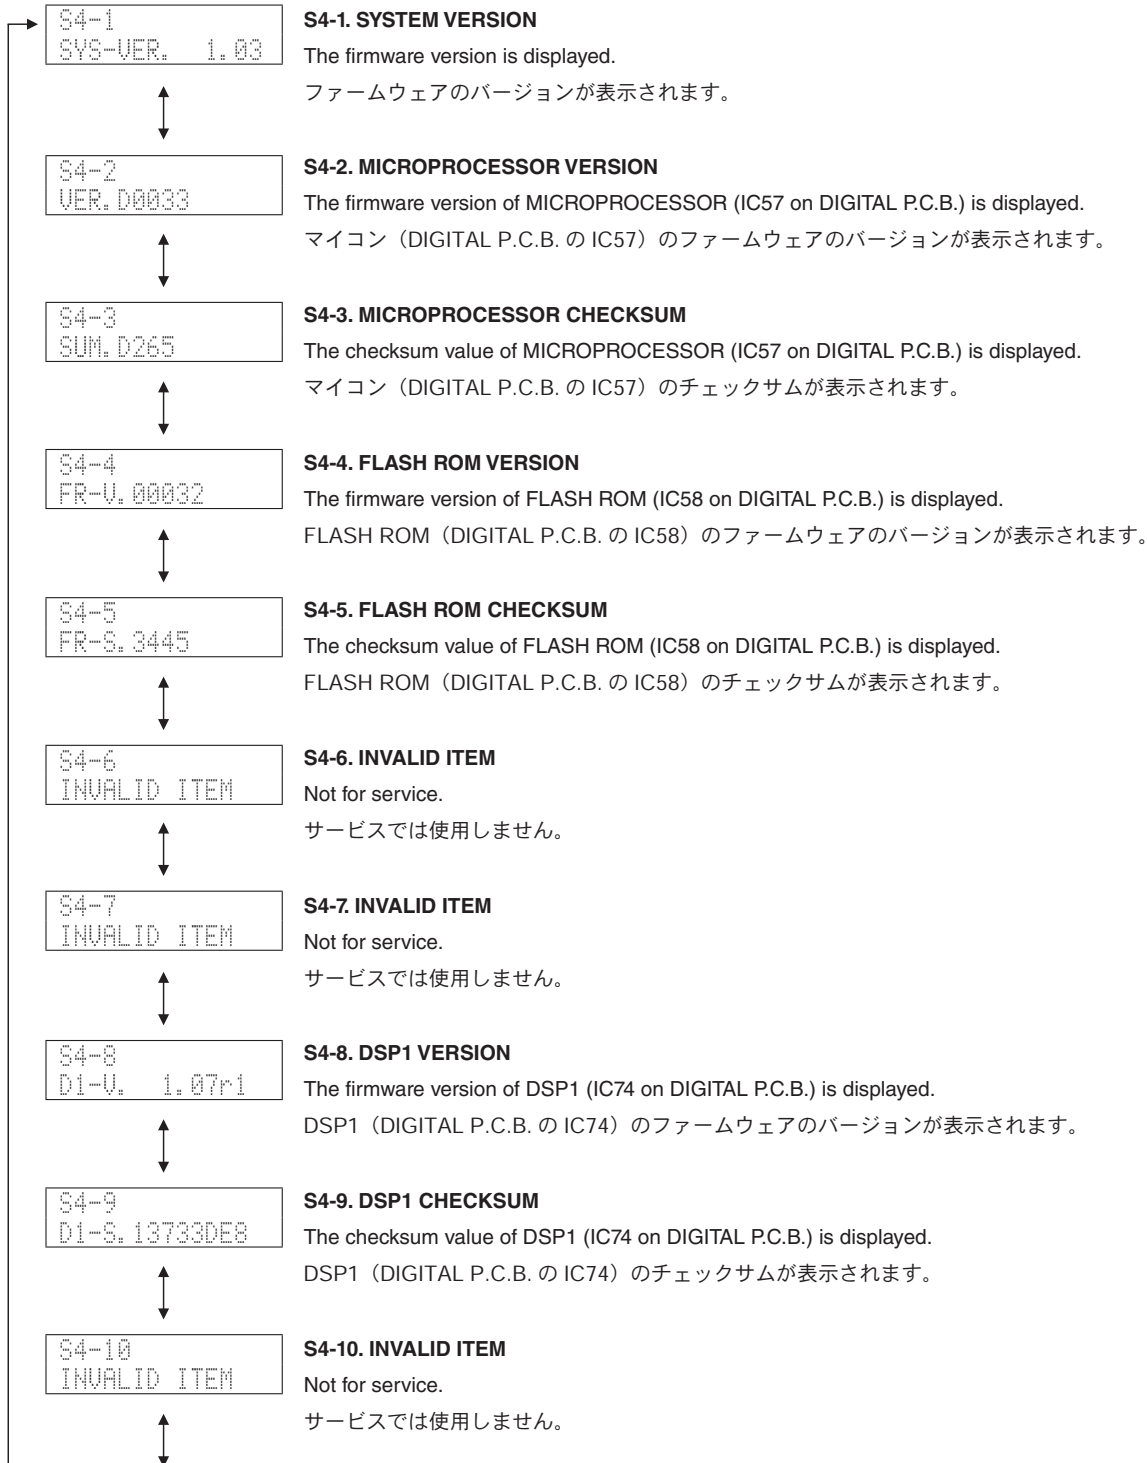 S4-1
SYS-VER. 1.03
S4-1. SYSTEM VERSION
The firmware version is displayed.
ファームウェアのバージョンが表示されます。
S4-2
VER.D0033
S4-2. MICROPROCESSOR VERSION
The firmware version of MICROPROCESSOR (IC57 on DIGITAL P.C.B.) is displayed.
マイコン（DIGITAL P.C.B. の IC57）のファームウェアのバージョンが表示されます。
S4-3
SUM.D265
S4-3. MICROPROCESSOR CHECKSUM
The checksum value of MICROPROCESSOR (IC57 on DIGITAL P.C.B.) is displayed.
マイコン（DIGITAL P.C.B. の IC57）のチェックサムが表示されます。
S4-4
FR-V.00032
S4-4. FLASH ROM VERSION
The firmware version of FLASH ROM (IC58 on DIGITAL P.C.B.) is displayed.
FLASH ROM（DIGITAL P.C.B. の IC58）のファームウェアのバージョンが表示されます。
S4-5
FR-S.3445
S4-5. FLASH ROM CHECKSUM
The checksum value of FLASH ROM (IC58 on DIGITAL P.C.B.) is displayed.
FLASH ROM（DIGITAL P.C.B. の IC58）のチェックサムが表示されます。
S4-6
INVALID ITEM
S4-6. INVALID ITEM
Not for service.
サービスでは使用しません。
S4-7
INVALID ITEM
S4-7. INVALID ITEM
Not for service.
サービスでは使用しません。
S4-8
D1-V. 1.07r1
S4-8. DSP1 VERSION
The firmware version of DSP1 (IC74 on DIGITAL P.C.B.) is displayed.
DSP1（DIGITAL P.C.B. の IC74）のファームウェアのバージョンが表示されます。
S4-9
D1-S.13733DE8
S4-9. DSP1 CHECKSUM
The checksum value of DSP1 (IC74 on DIGITAL P.C.B.) is displayed.
DSP1（DIGITAL P.C.B. の IC74）のチェックサムが表示されます。
S4-10
INVALID ITEM
S4-10. INVALID ITEM
Not for service.
サービスでは使用しません。